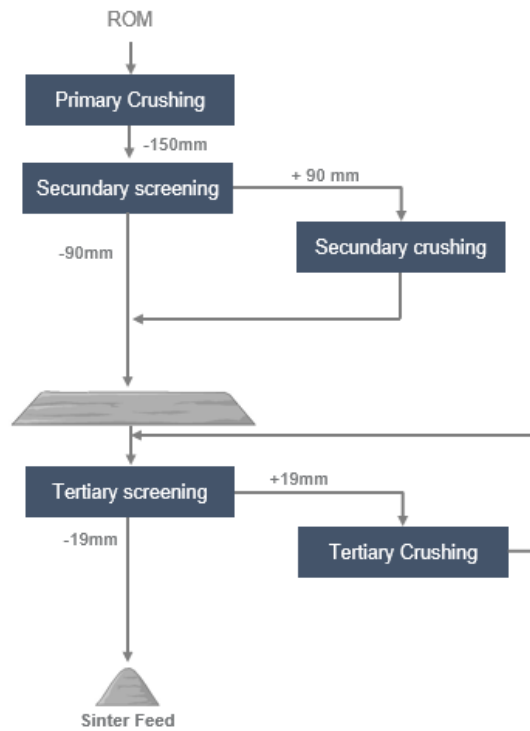 ROM
Primary Crushing
-150mm
Secundary screening
+ 90 mm
-90mm
Secundary crushing
Tertiary screening
+19mm
-19mm
Tertiary Crushing
Sinter Feed